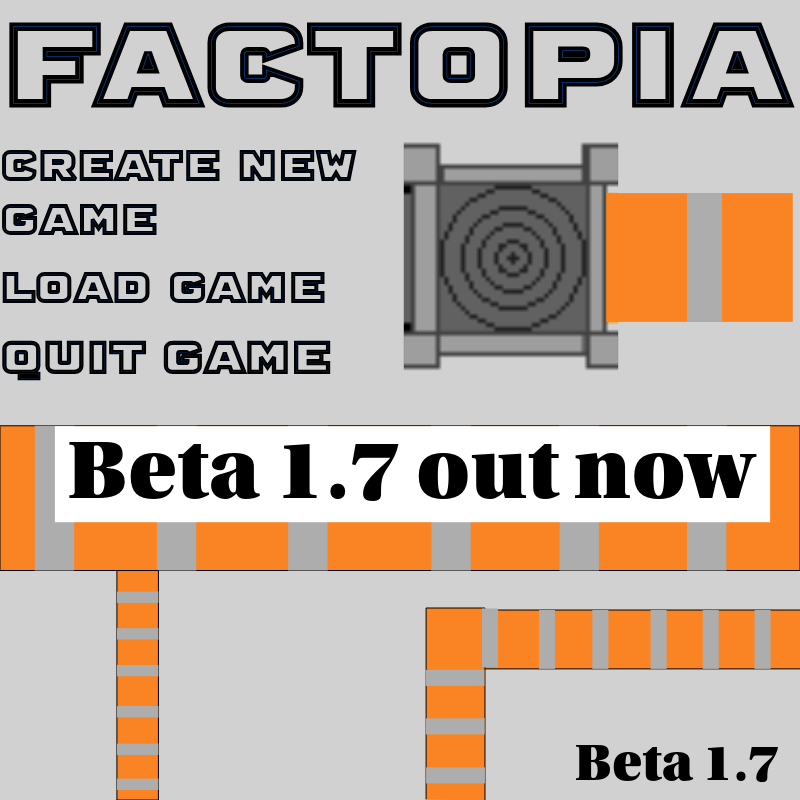 FACTOPIA
CREATE NEW
GAME
LOAD GAME
QUIT GAME
Beta 1.7 out now
Beta 1.7